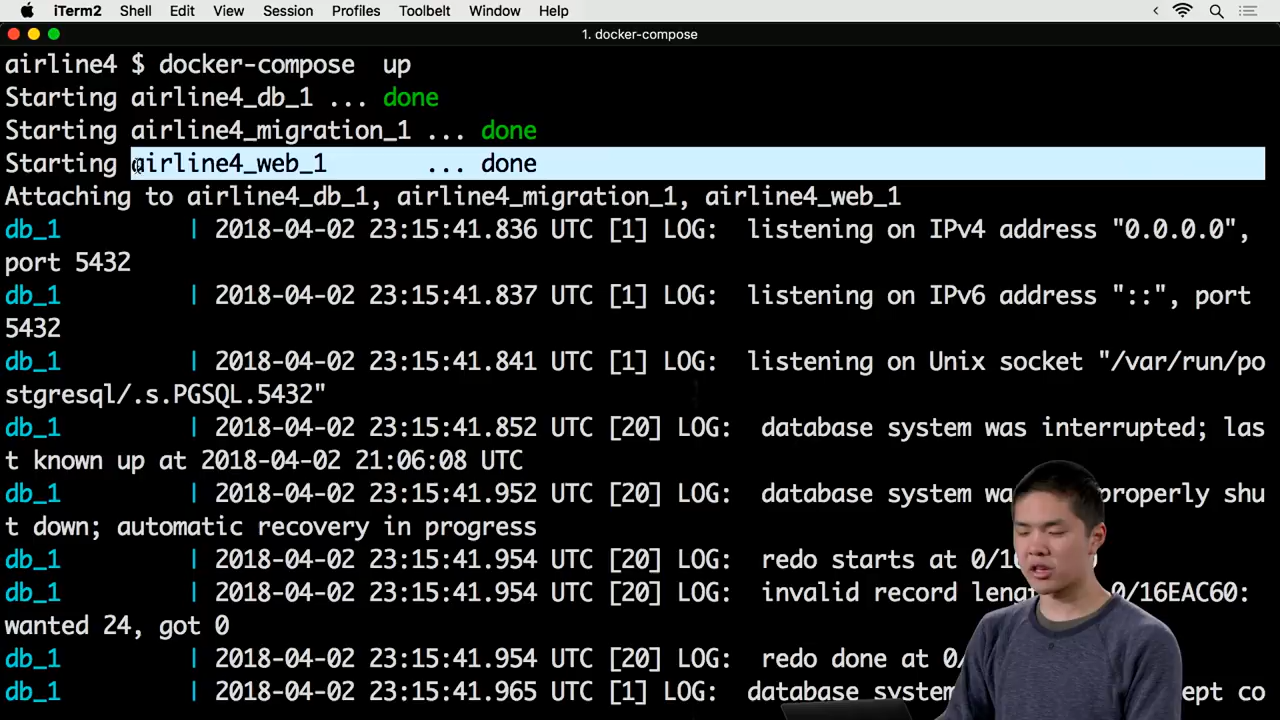 iTerm2 Shell Edit View Session Profiles Toolbelt Window Help
1. docker-compose
airline4 $ docker-compose  up
Starting airline4_db_1 ... done
Starting airline4_migration_1 ... done
Starting airline4_web_1       ... done
Attaching to airline4_db_1, airline4_migration_1, airline4_web_1
db_1         | 2018-04-02 23:15:41.836 UTC [1] LOG:  listening on IPv4 address "0.0.0.0",
port 5432
db_1         | 2018-04-02 23:15:41.837 UTC [1] LOG:  listening on IPv6 address "::", port
5432
db_1         | 2018-04-02 23:15:41.841 UTC [1] LOG:  listening on Unix socket "/var/run/po
stgresql/.s.PGSQL.5432"
db_1         | 2018-04-02 23:15:41.852 UTC [20] LOG:  database system was interrupted; las
t known up at 2018-04-02 21:06:08 UTC
db_1         | 2018-04-02 23:15:41.952 UTC [20] LOG:  database system properly shu
t down; automatic recovery in progress
db_1         | 2018-04-02 23:15:41.954 UTC [20] LOG:  redo starts at
db_1         | 2018-04-02 23:15:41.954 UTC [20] LOG:  invalid record 0/16EAC60:
wanted 24, got 0
db_1         | 2018-04-02 23:15:41.954 UTC [20] LOG:  redo done at
db_1         | 2018-04-02 23:15:41.965 UTC [1] LOG:  database system ept co